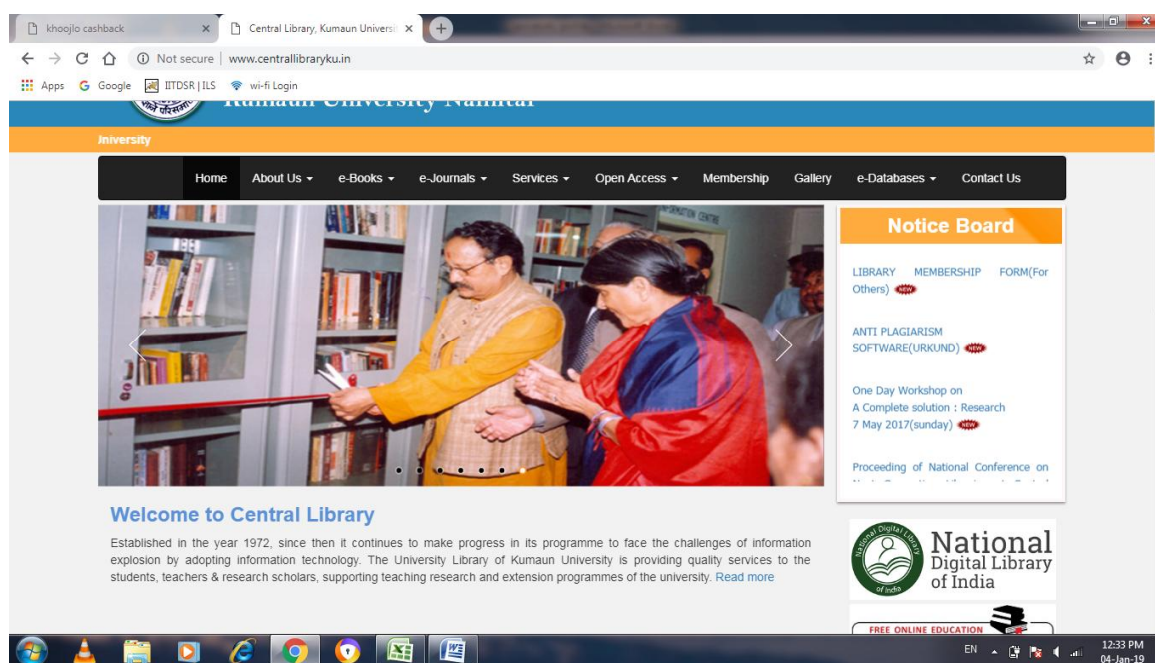 khoojlo cashback
Central Library, Kumaun Universi
Not secure | www.centrallibraryku.in
Apps Google IITDSR | ILS wi-fi Login
Kumaun University Nainital
University
Home About Us e-Books e-Journals Services Open Access Membership Gallery e-Databases Contact Us
INFORMATION CENTRE
Notice Board
LIBRARY MEMBERSHIP FORM(For
Others) NEW
ANTI PLAGIARISM
SOFTWARE(URKUND) NEW
One Day Workshop on
A Complete solution : Research
7 May 2017(sunday) NEW
Proceeding of National Conference on
Welcome to Central Library
Established in the year 1972, since then it continues to make progress in its programme to face the challenges of information
explosion by adopting information technology. The University Library of Kumaun University is providing quality services to the
students, teachers & research scholars, supporting teaching research and extension programmes of the university. Read more
National Digital Library
of India
National
Digital Library
of India
FREE ONLINE EDUCATION
EN
12:33 PM
04-Jan-19